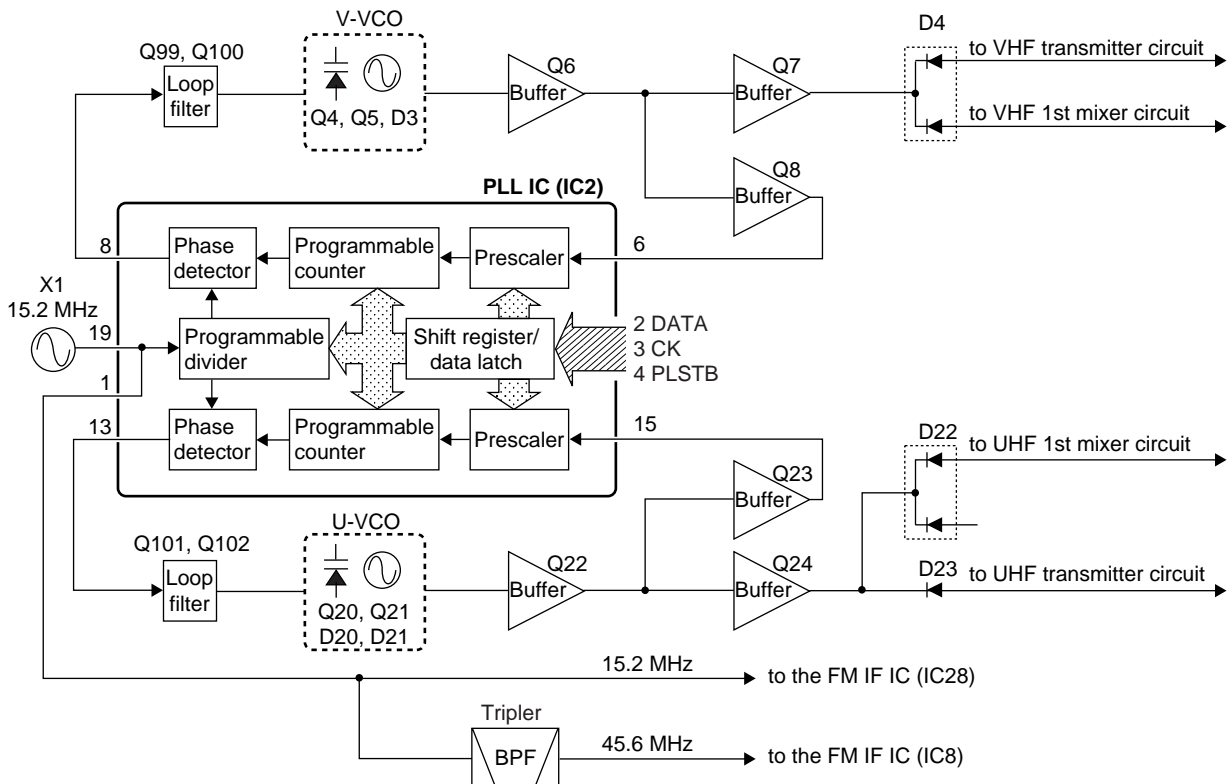 V-VCO
D4
Q99, Q100
Loop
filter
Q4, Q5, D3
Q6
Buffer
Q7
Buffer
to VHF transmitter circuit
to VHF 1st mixer circuit
Q8
Buffer
PLL IC (IC2)
8
Phase
detector
Programmable
counter
Prescaler
6
X1
15.2 MHz
19
Programmable
divider
Shift register/
data latch
2 DATA
3 CK
4 PLSTB
1
13
Phase
detector
Programmable
counter
Prescaler
15
D22
to UHF 1st mixer circuit
Q23
Buffer
Q101, Q102
Loop
filter
U-VCO
Q20, Q21
D20, D21
Q22
Buffer
Q24
Buffer
D23
to UHF transmitter circuit
15.2 MHz
to the FM IF IC (IC28)
Tripler
BPF
45.6 MHz
to the FM IF IC (IC8)